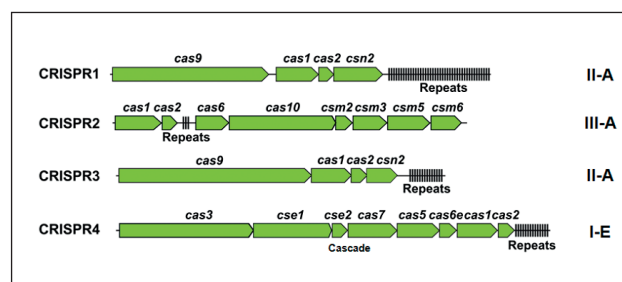 cas9 cas1 cas2 csn2
CRISPR1 II-A
Repeats
cas1 cas2 cas6 cas10 csm2 csm3 csm5 csm6
CRISPR2 III-A
Repeats
cas9 cas1 cas2 csn2
CRISPR3 II-A
Repeats
cas3 cse1 cse2 cas7 cas5 cas6e cas1 cas2
CRISPR4 I-E
Repeats
Cascade